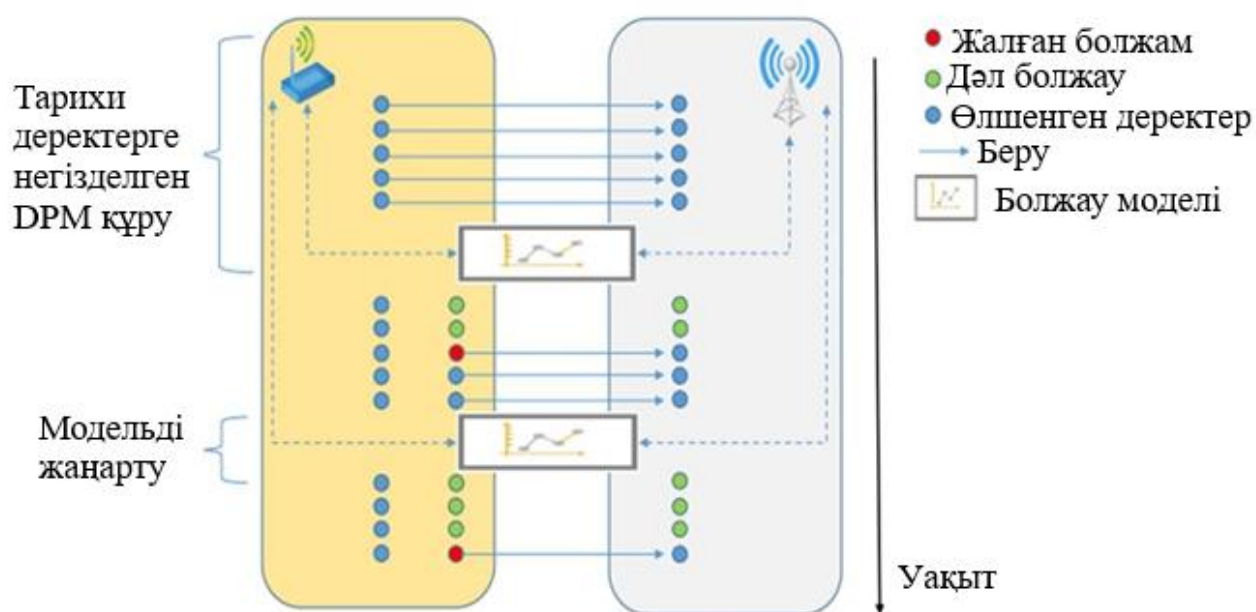 Тарихи
деректерге
негізделген
DPM құру
Модельді
жаңарту
Жалған болжам
Дәл болжау
Өлшенген деректер
Беру
Болжау моделі
Уақыт